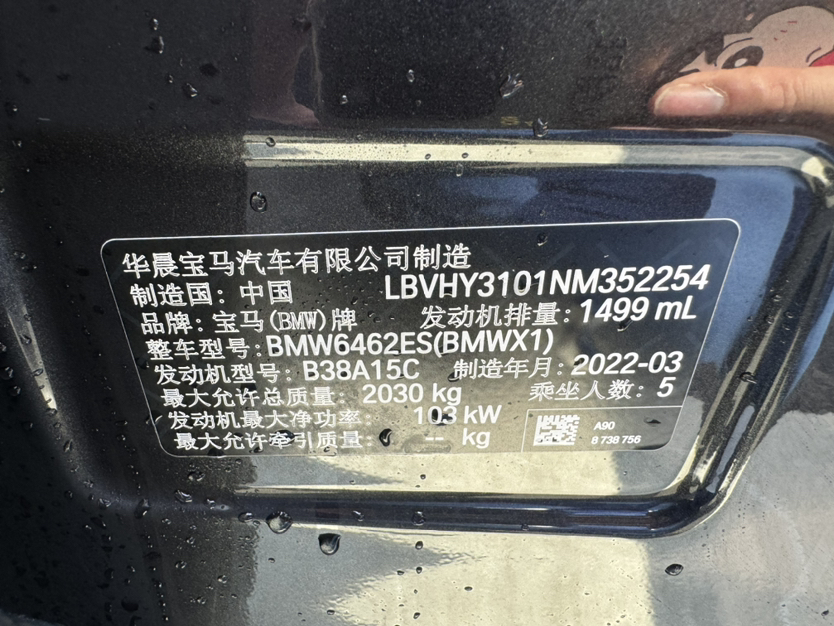 华晨宝马汽车有限公司制造
制造国：中国 LBVHY3101NM352254
品牌：宝马(BMW)牌 发动机排量：1499 mL
整车型号：BMW6462ES(BMWX1)
发动机型号：B38A15C 制造年月：2022-03
最大允许总质量：2030 kg 乘坐人数：5
发动机最大净功率：103 kW
最大允许牵引质量：-- kg
A90
8 738 756